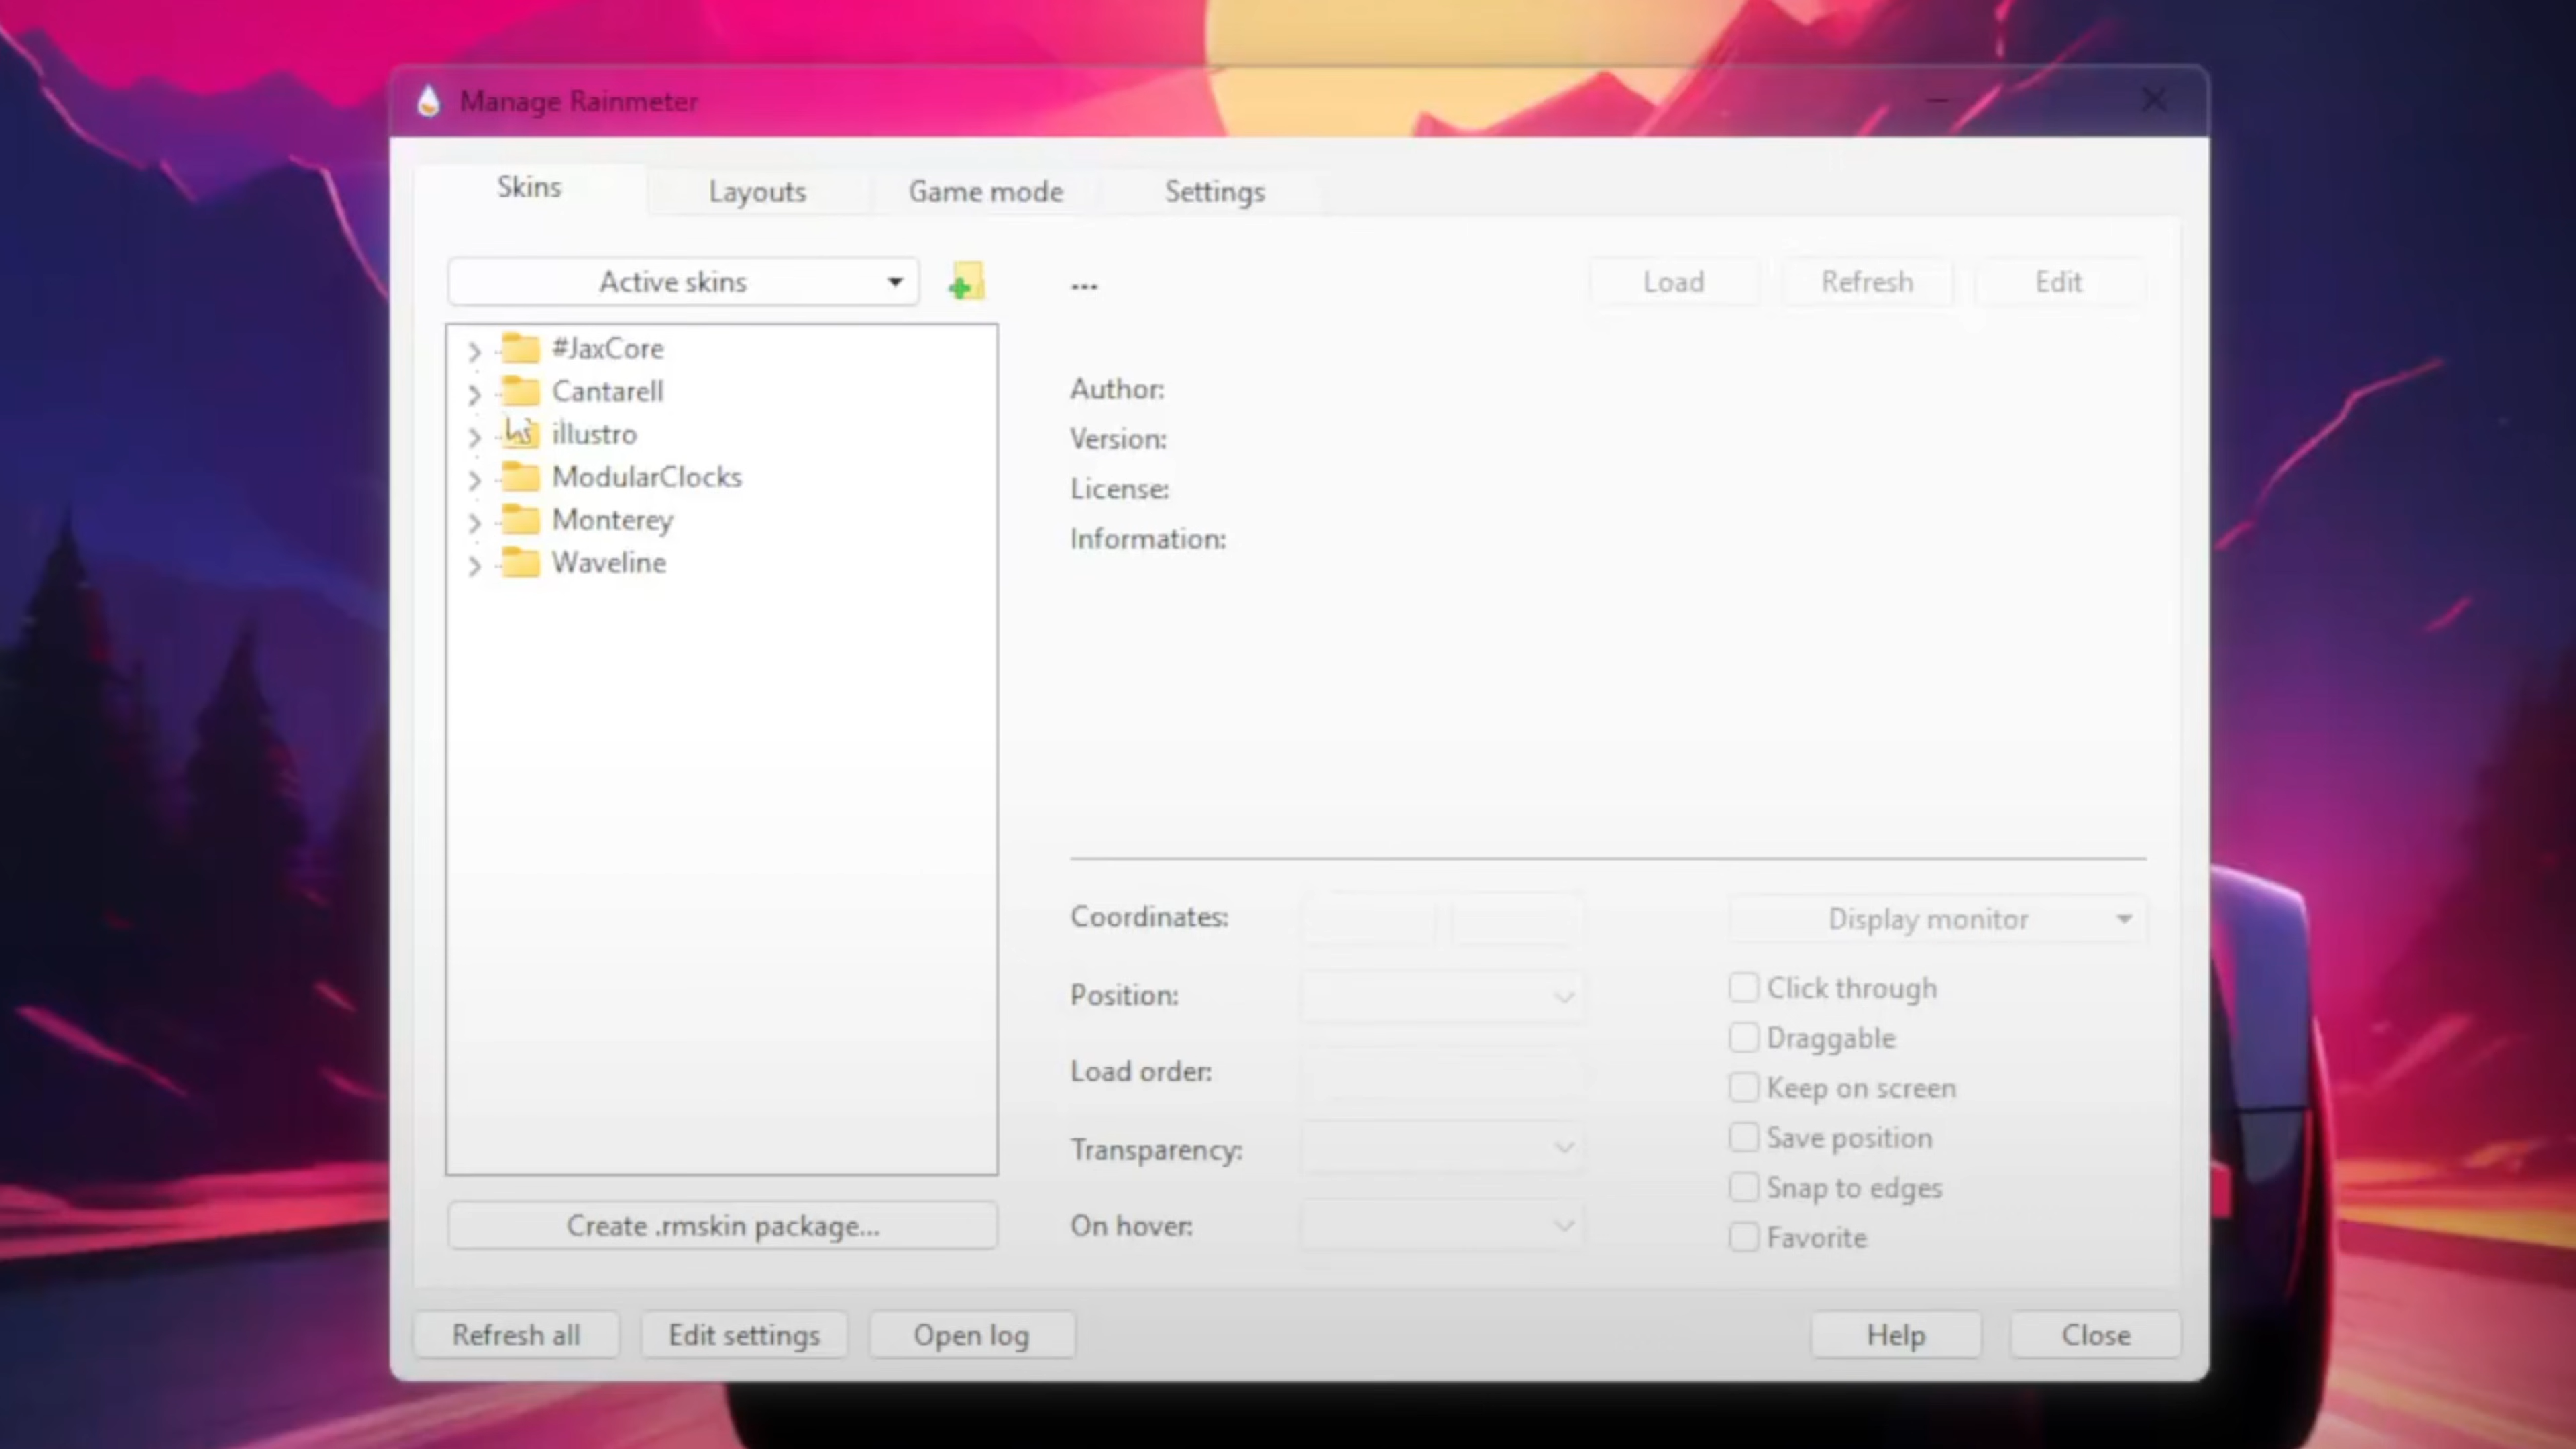 Manage Rainmeter
Skins
Layouts
Game mode
Settings
Active skins
...
Load
Refresh
Edit
#JaxCore
Cantarell
illustro
ModularClocks
Monterey
Waveline
Author:
Version:
License:
Information:
Coordinates:
Display monitor
Position:
Click through
Draggable
Load order:
Keep on screen
Transparency:
Save position
Snap to edges
On hover:
Favorite
Create .rmskin package...
Refresh all
Edit settings
Open log
Help
Close